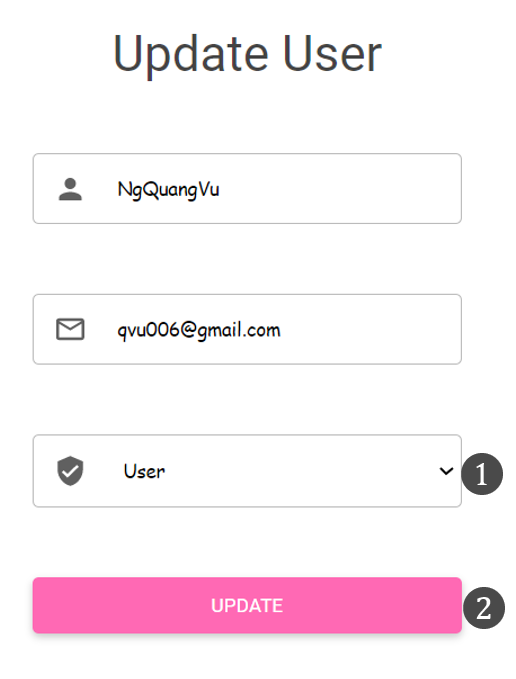 Update User
NgQuangVu
qvu006@gmail.com
User
1
UPDATE
2